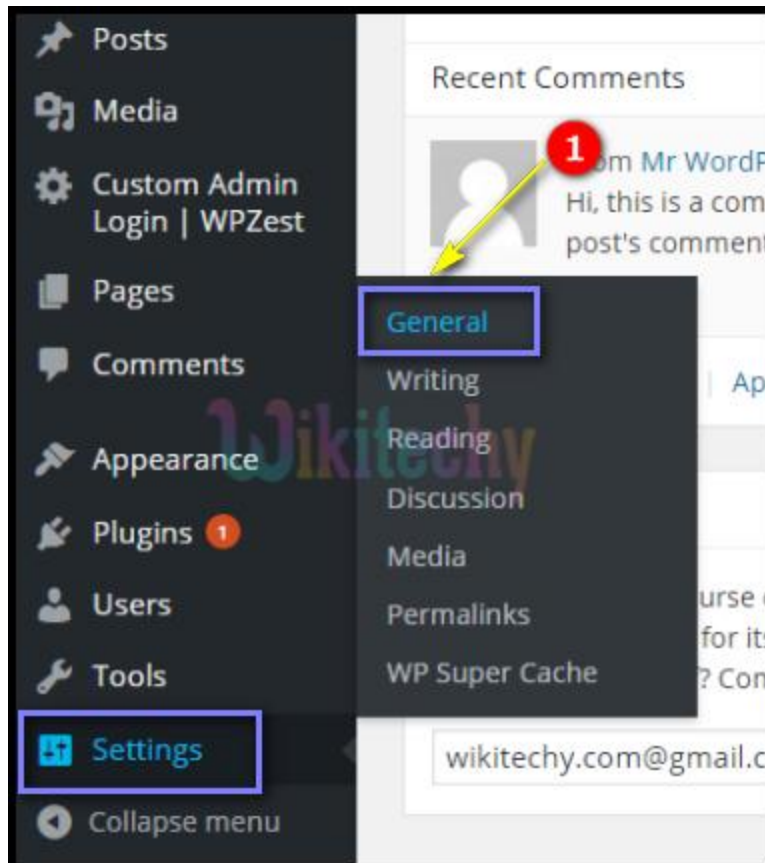 Posts
Media
Custom Admin
Login | WPZest
Pages
Comments
Appearance
Plugins 1
Users
Tools
Settings
Collapse menu
General
Writing
Reading
Discussion
Media
Permalinks
WP Super Cache
Recent Comments
1
Mr WordP
Hi, this is a com
post's comment
Ap
urse
for its
? Com
wikitechy.com@gmail.c
Wikitechy